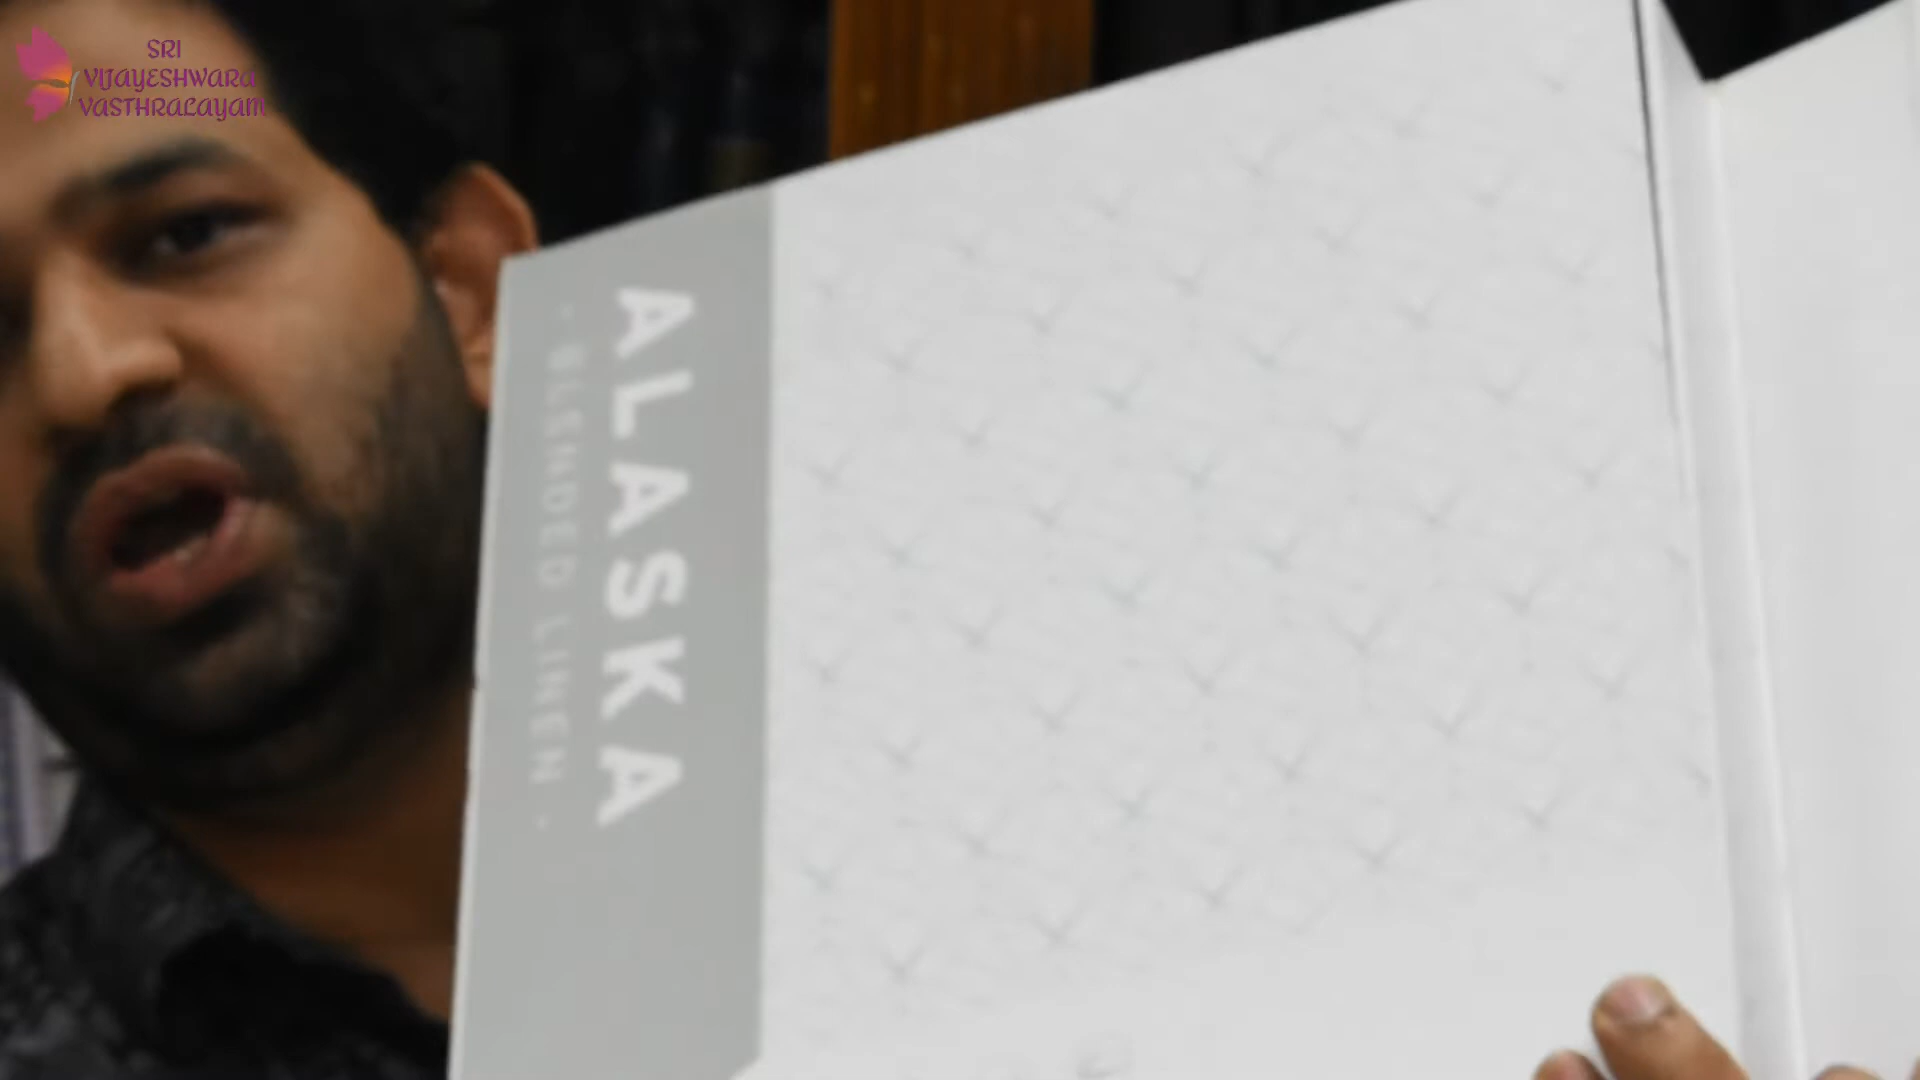 SRI
VIJAYESHWARA
VASTHRALAYAM
ALASKA
- BLENDED LINEN -